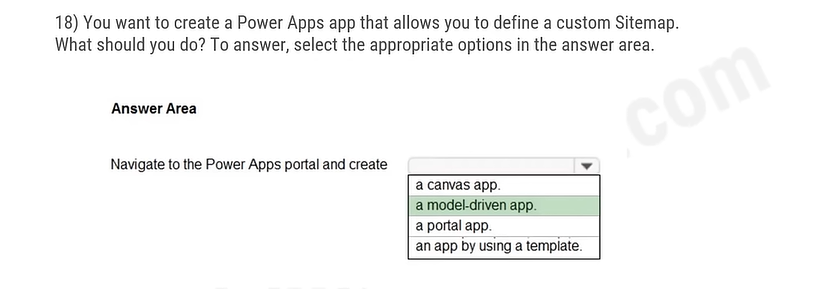 18) You want to create a Power Apps app that allows you to define a custom Sitemap.
What should you do? To answer, select the appropriate options in the answer area.
.com
Answer Area
Navigate to the Power Apps portal and create
a canvas app.
a model-driven app.
a portal app.
an app by using a template.